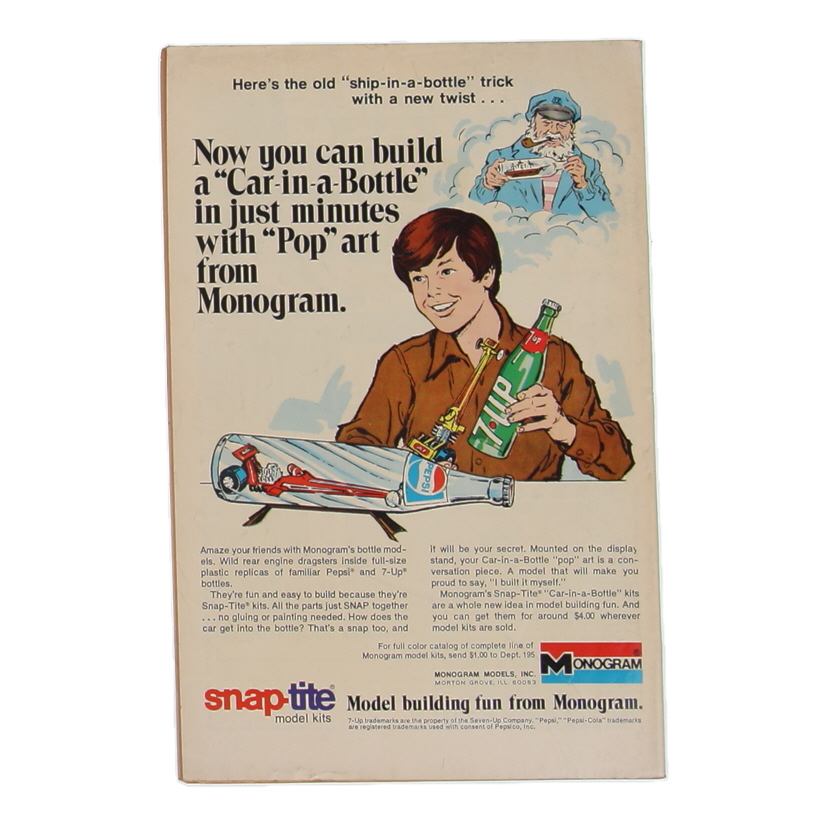 Here's the old "ship-in-a-bottle" trick
with a new twist . . .
Now you can build
a "Car-in-a-Bottle"
in just minutes
with "Pop" art
from
Monogram.
7up
7-UP
PEPSI
Amaze your friends with Monogram's bottle mod-
els. Wild rear engine dragsters inside full-size
plastic replicas of familiar Pepsi® and 7-Up®
bottles.
They're fun and easy to build because they're
Snap-Tite® kits. All the parts just SNAP together
. . . no gluing or painting needed. How does the
car get into the bottle? That's a snap too, and
it will be your secret. Mounted on the display
stand, your Car-in-a-Bottle "pop" art is a con-
versation piece. A model that will make you
proud to say, "I built it myself."
Monogram's Snap-Tite® "Car-in-a-Bottle" kits
are a whole new idea in model building fun. And
you can get them for around $4.00 wherever
model kits are sold.
For full color catalog of complete line of
Monogram model kits, send $1.00 to Dept. 195
MONOGRAM MODELS, INC.
MORTON GROVE, ILL. 60053
MONOGRAM®
snap-tite®
model kits
Model building fun from Monogram.
7-Up trademarks are the property of the Seven-Up Company. "Pepsi," "Pepsi-Cola" trademarks
are registered trademarks used with consent of Pepsico, Inc.